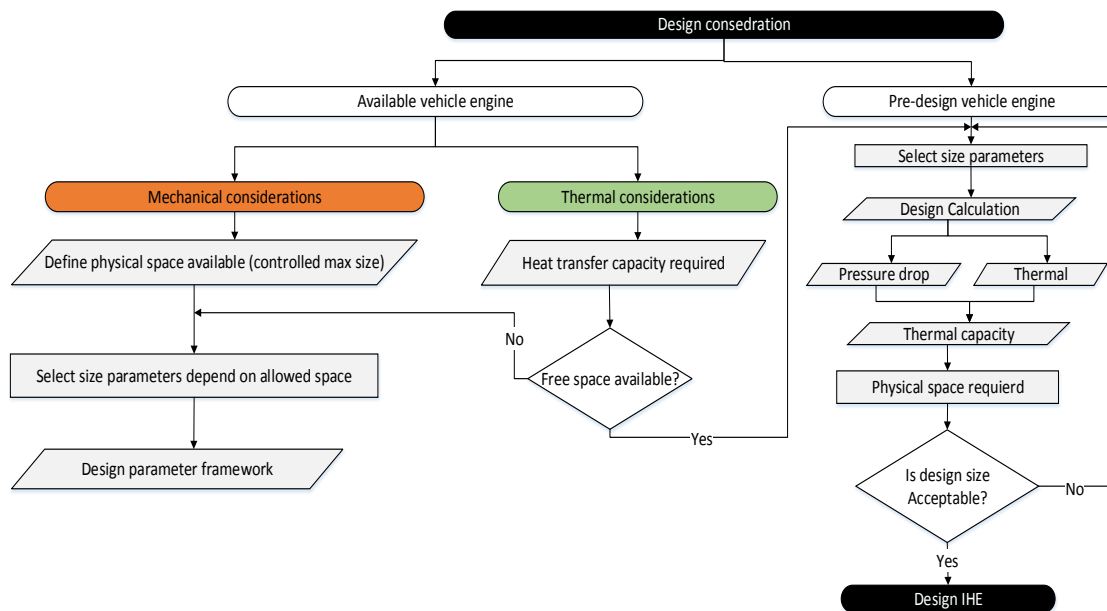 Design consedration
Available vehicle engine
Pre-design vehicle engine
Select size parameters
Mechanical considerations
Thermal considerations
Design Calculation
Define physical space available (controlled max size)
Heat transfer capacity required
Pressure drop
Thermal
No
Thermal capacity
Select size parameters depend on allowed space
Free space available?
Physical space requierd
Yes
Design parameter framework
Is design size
Acceptable?
No
Yes
Design IHE